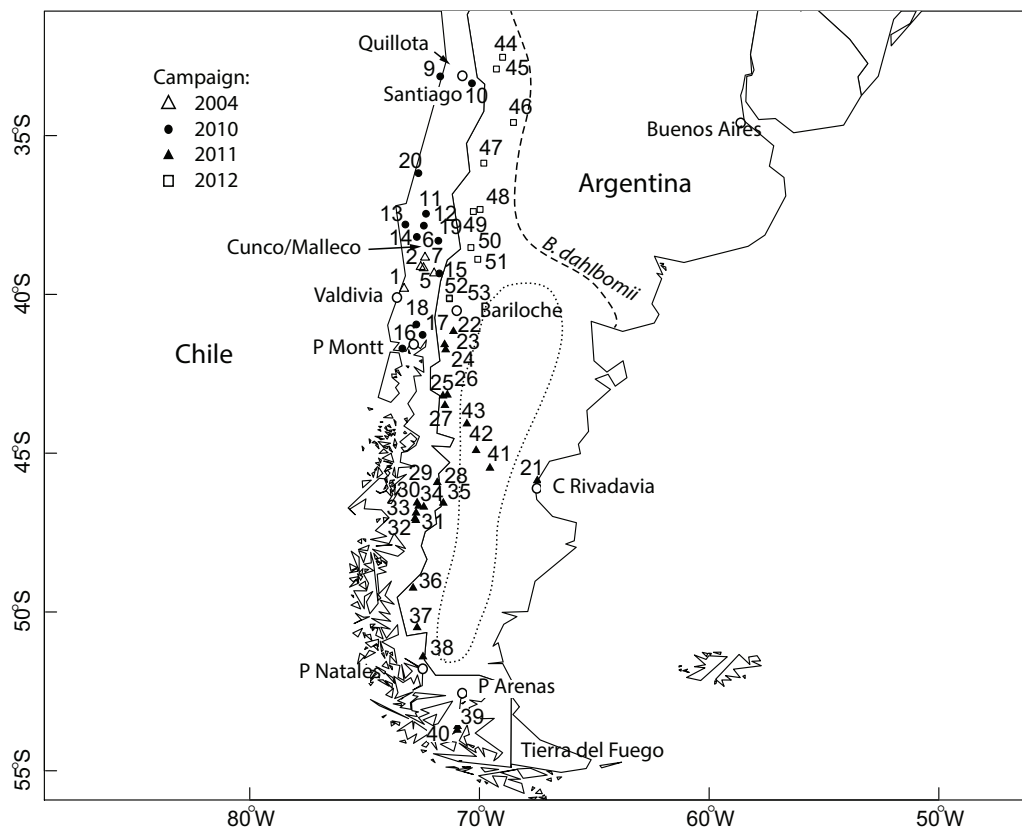 Quillota
44
9
45
Campaign:
Santiago
10
2004
46
2010
Buenos Aires
2011
35°S
47
2012
20
Argentina
11
48
13
12
14
19
49
6
Cunco/Malleco
50
2
7
B. dahlbomii
5
15
51
1
52
53
Valdivia
40°S
18
Bariloche
17
22
16
P Montt
23
Chile
24
26
25
43
27
42
41
45°S
29
28
21
30
34
35
C Rivadavia
33
32
31
36
50°S
37
38
P Natales
P Arenas
39
40
Tierra del Fuego
55°S
80°W
70°W
60°W
50°W